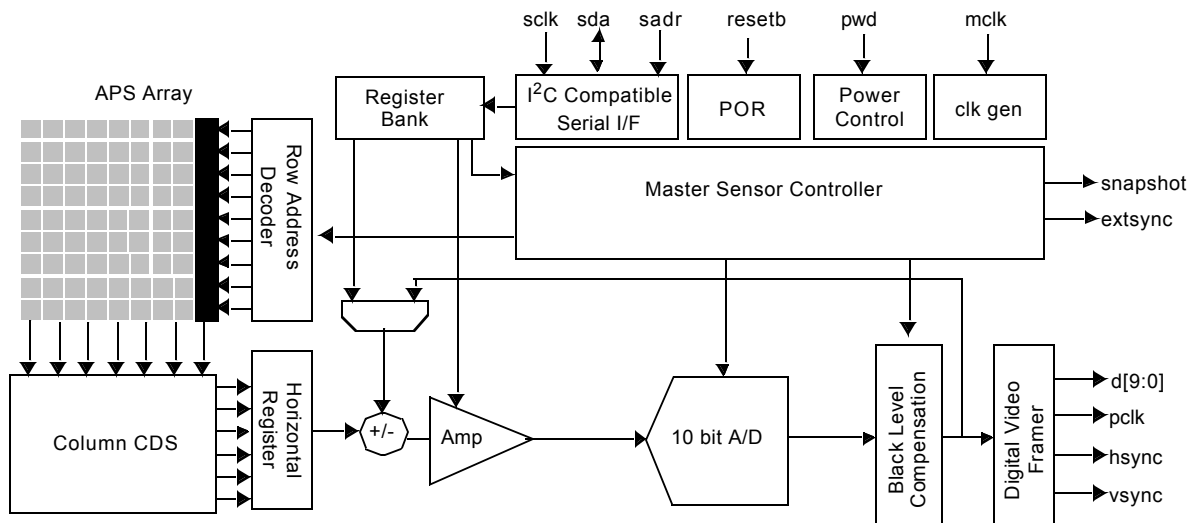 sclk sda sadr resetb pwd mclk
APS Array
Register
Bank
I²C Compatible
Serial I/F
POR
Power
Control
clk gen
Row Address
Decoder
Master Sensor Controller
snapshot
extsync
Column CDS
Horizontal
Register
+/-
Amp
10 bit A/D
Black Level
Compensation
Digital Video
Framer
d[9:0]
pclk
hsync
vsync